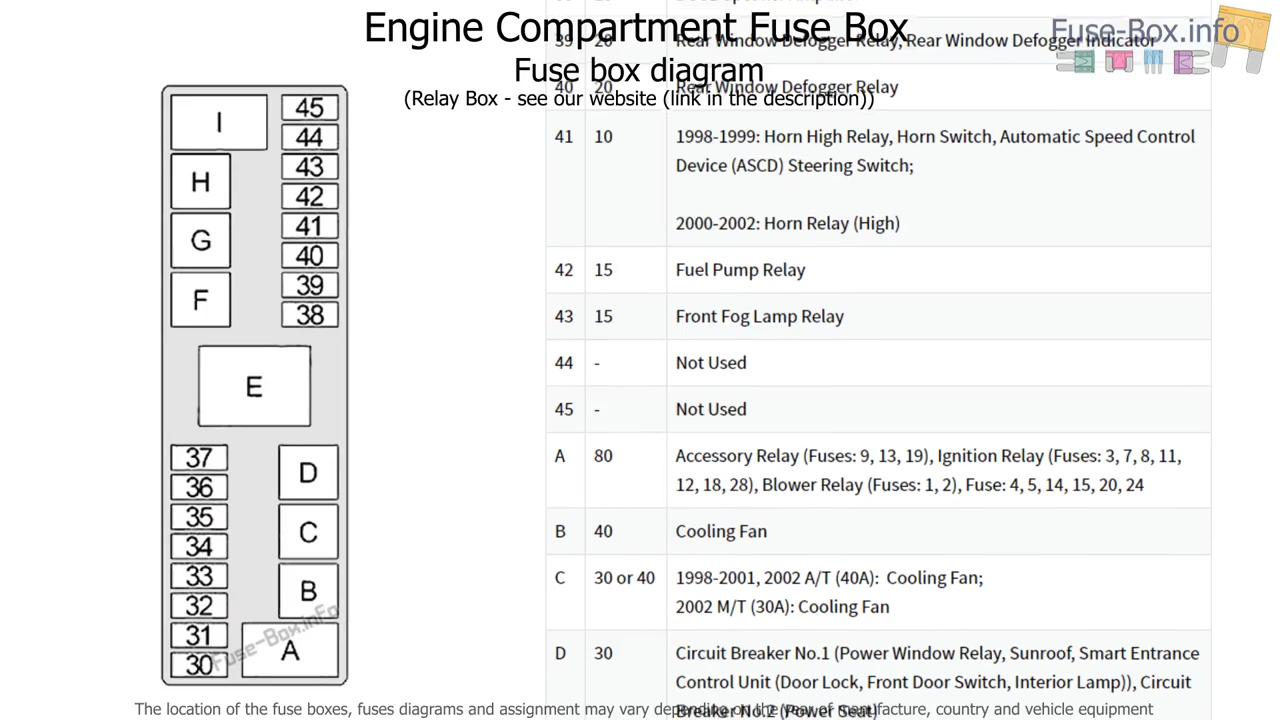 Engine Compartment Fuse Box
Fuse box diagram
(Relay Box - see our website (link in the description))
Fuse-Box.info
I
H
G
F
45
44
43
42
41
40
39
38
E
37
36
35
34
33
32
31
30
D
C
B
A
Fuse-Box.inFo
39 20 Rear Window Defogger Relay, Rear Window Defogger Indicator
40 20 Rear Window Defogger Relay
41 10 1998-1999: Horn High Relay, Horn Switch, Automatic Speed Control
Device (ASCD) Steering Switch;
2000-2002: Horn Relay (High)
42 15 Fuel Pump Relay
43 15 Front Fog Lamp Relay
44 - Not Used
45 - Not Used
A 80 Accessory Relay (Fuses: 9, 13, 19), Ignition Relay (Fuses: 3, 7, 8, 11,
12, 18, 28), Blower Relay (Fuses: 1, 2), Fuse: 4, 5, 14, 15, 20, 24
B 40 Cooling Fan
C 30 or 40 1998-2001, 2002 A/T (40A): Cooling Fan;
2002 M/T (30A): Cooling Fan
D 30 Circuit Breaker No.1 (Power Window Relay, Sunroof, Smart Entrance
Control Unit (Door Lock, Front Door Switch, Interior Lamp)), Circuit
Breaker No.2 (Power Seat)
The location of the fuse boxes, fuses diagrams and assignment may vary depending on the year of manufacture, country and vehicle equipment